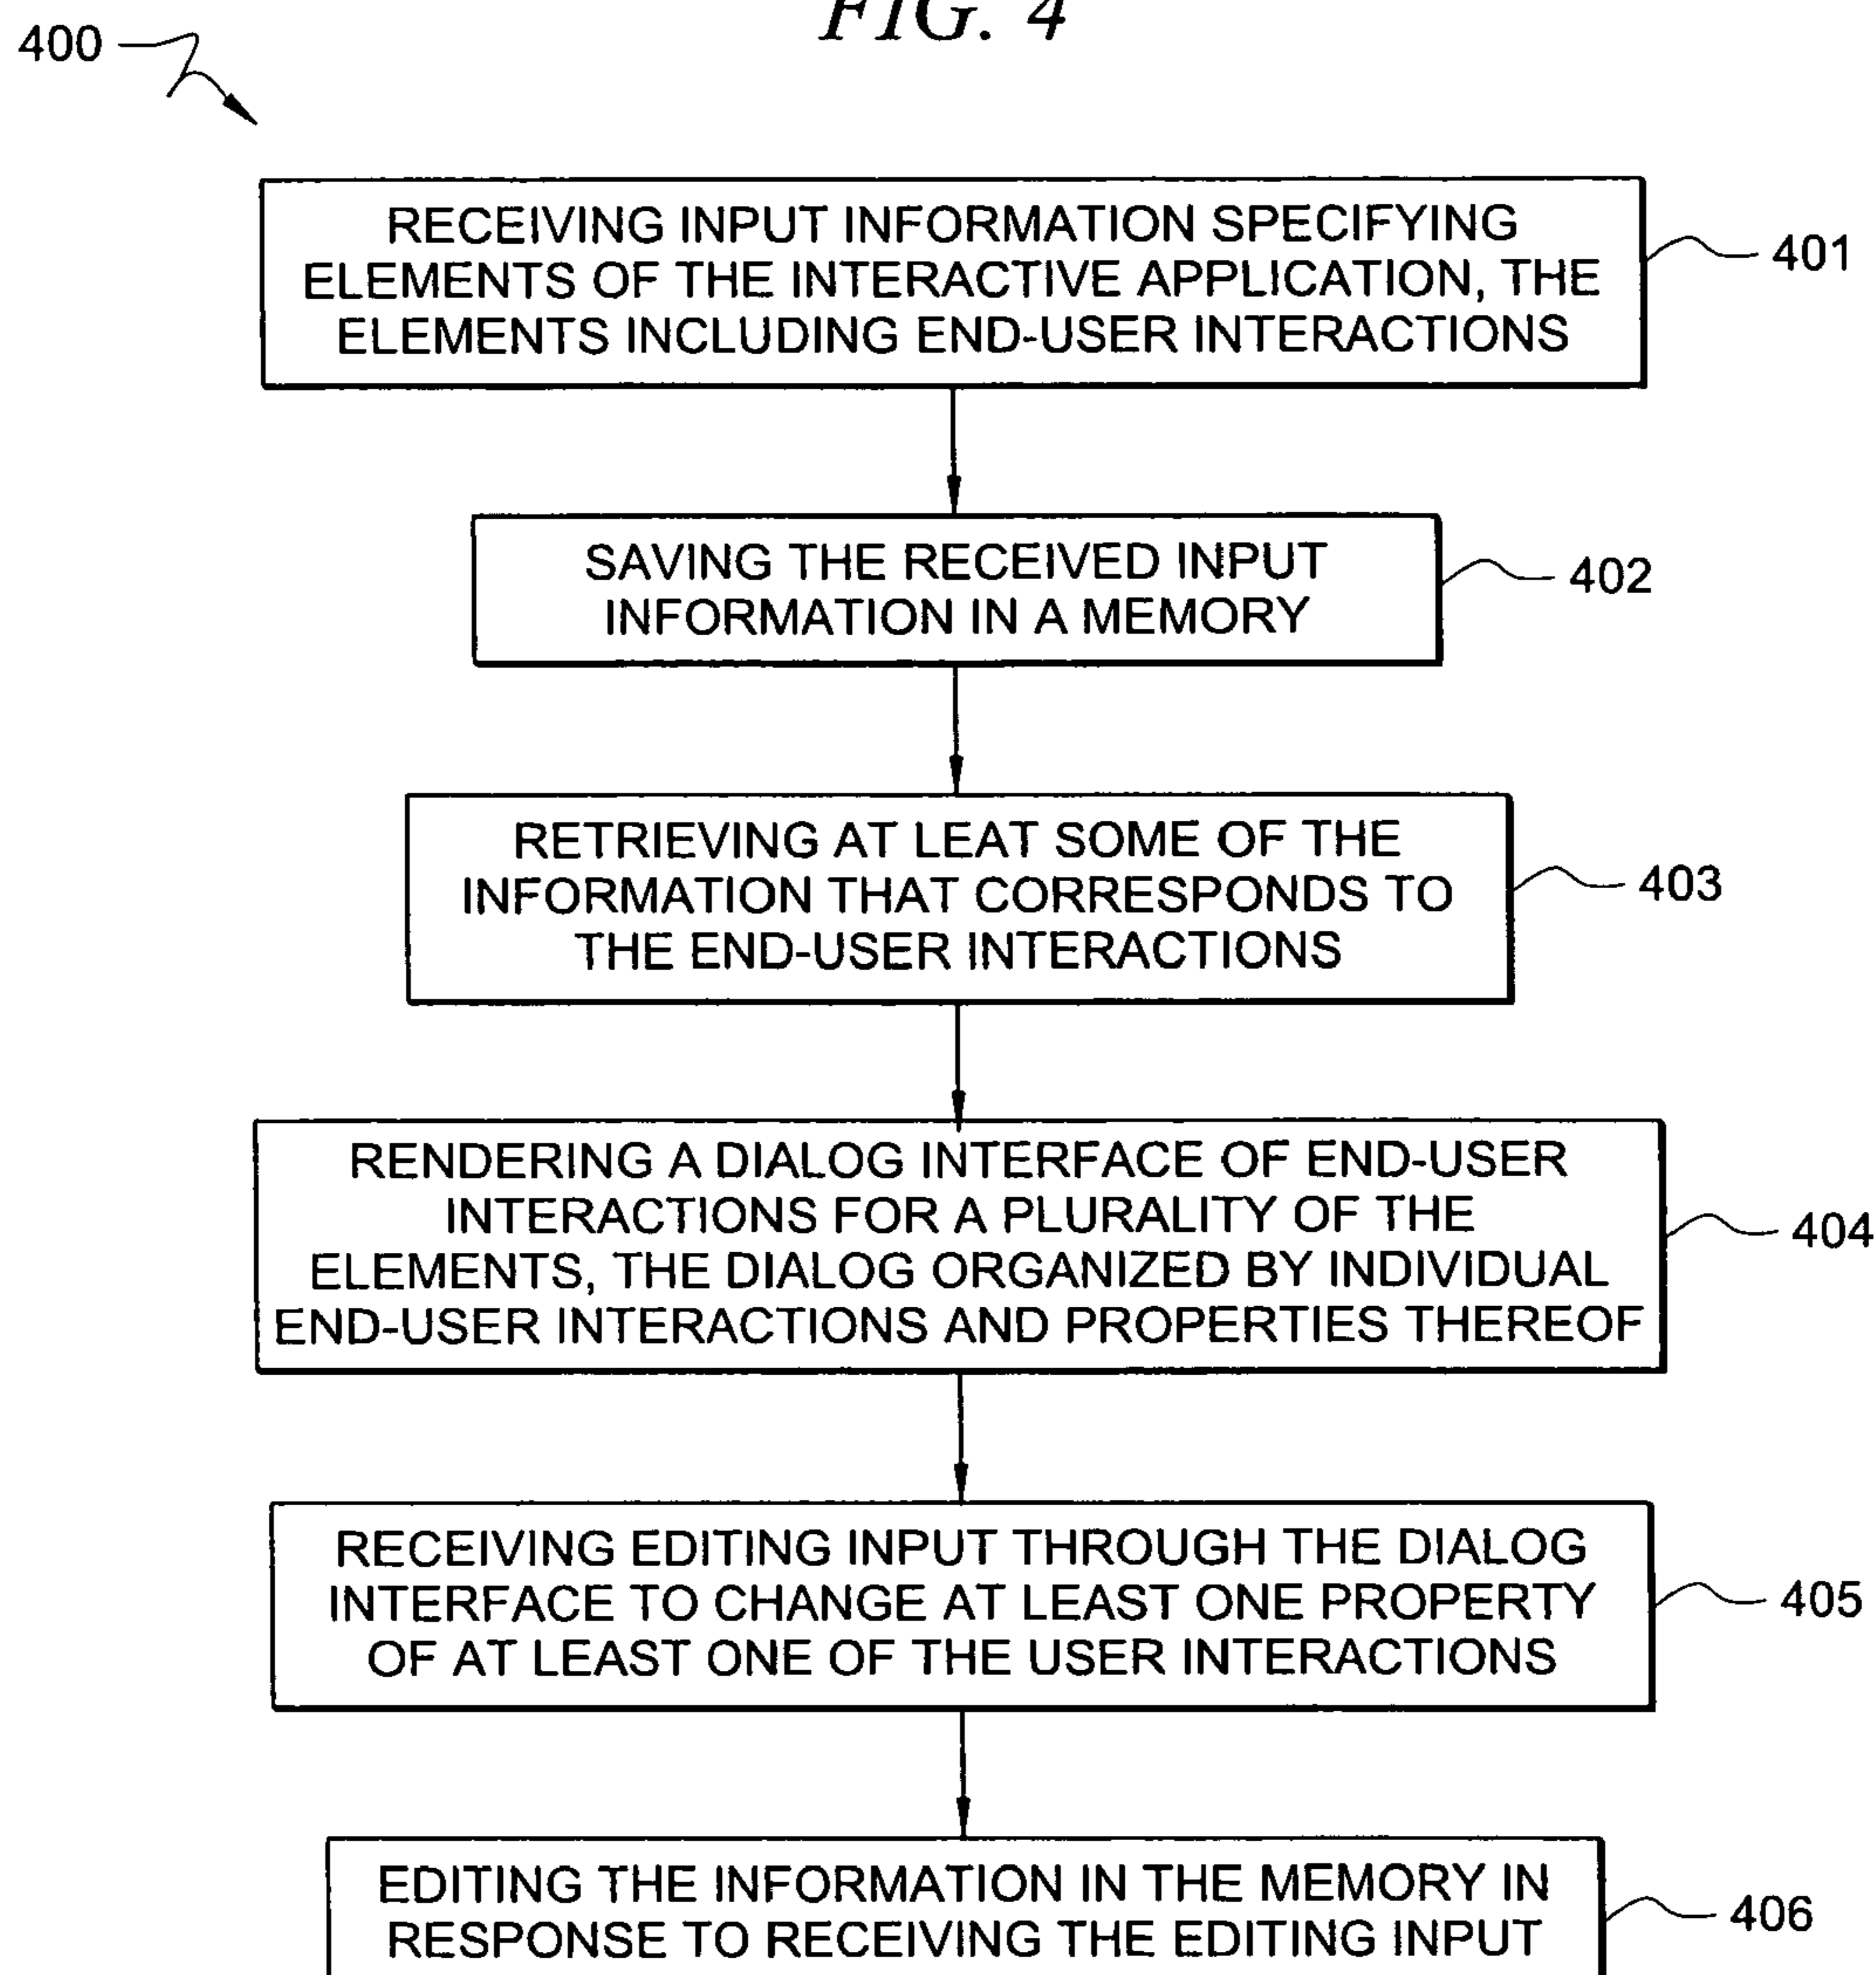 FIG. 4
400
RECEIVING INPUT INFORMATION SPECIFYING
ELEMENTS OF THE INTERACTIVE APPLICATION, THE
ELEMENTS INCLUDING END-USER INTERACTIONS
401
SAVING THE RECEIVED INPUT
INFORMATION IN A MEMORY
402
RETRIEVING AT LEAT SOME OF THE
INFORMATION THAT CORRESPONDS TO
THE END-USER INTERACTIONS
403
RENDERING A DIALOG INTERFACE OF END-USER
INTERACTIONS FOR A PLURALITY OF THE
ELEMENTS, THE DIALOG ORGANIZED BY INDIVIDUAL
END-USER INTERACTIONS AND PROPERTIES THEREOF
404
RECEIVING EDITING INPUT THROUGH THE DIALOG
INTERFACE TO CHANGE AT LEAST ONE PROPERTY
OF AT LEAST ONE OF THE USER INTERACTIONS
405
EDITING THE INFORMATION IN THE MEMORY IN
RESPONSE TO RECEIVING THE EDITING INPUT
406